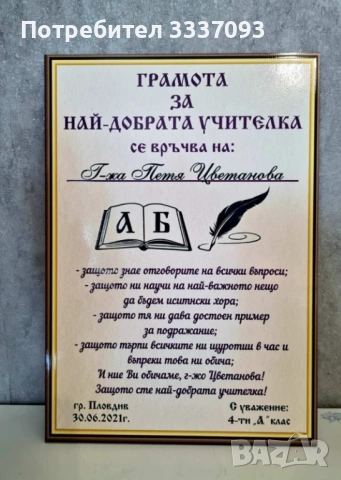 Потребител 3337093
ГРАМОТА
ЗА
НАЙ-ДОБРАТА УЧИТЕЛКА
СЕ ВРЪЧВА НА:
Г-жа Петя Цветанова
А Б
- защото знае отговорите на всички въпроси;
- защото ни научи на най-важното нещо
да бъдем иситнски хора;
- защото тя ни дава достоен пример
за подражание;
- защото търпи всичките ни щуротии в час и
въпреки това ни обича;
И ние Ви обичаме, г-жо Цветанова!
Защото сте най-добрата учителка!
гр. Пловдив
30.06.2021г.
С уважение:
4-ти "А" клас
BAZAR